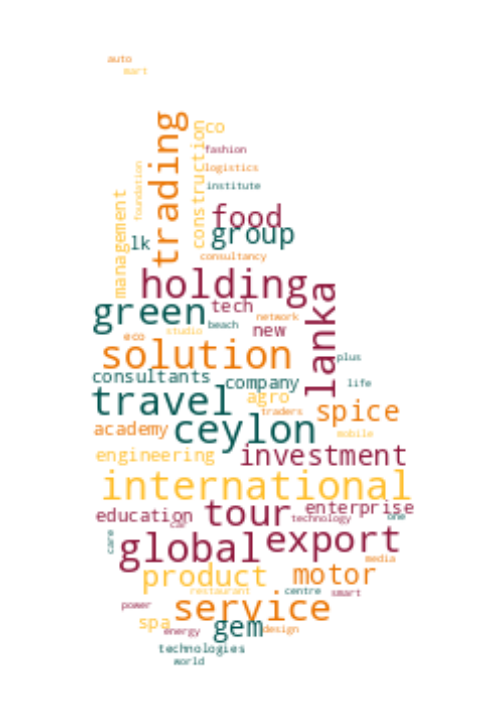 auto
mart
trading
construction
co
fashion
logistics
institute
foundation
management
food
group
lk
consultancy
holding
lanka
green
tech
network
beach
new
studio
eco
solution
plus
consultants
company
life
travel
agro
traders
spice
academy
ceylon
mobile
engineering
investment
international
education
tour
enterprise
technology
one
car
care
global
export
media
product
motor
restaurant
centre
smart
power
service
spa
gem
energy
design
technologies
world